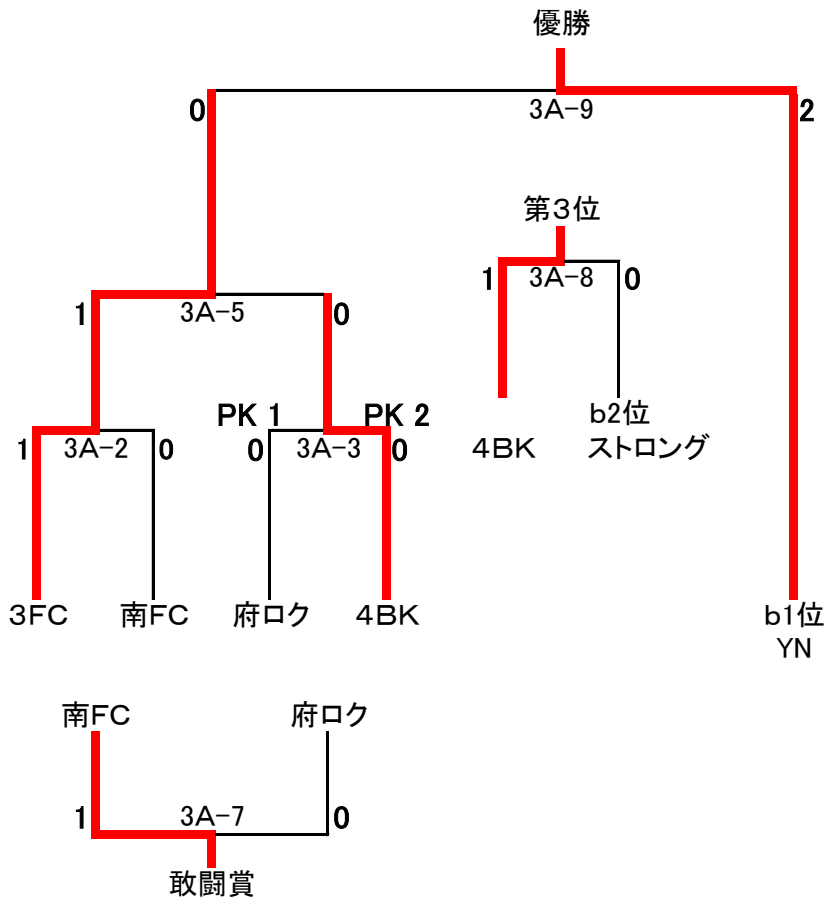 優勝
0 3A-9 2
第３位
1 3A-8 0
1 3A-5 0
PK 1 PK 2
1 3A-2 0 0 3A-3 0
４BK b2位
ストロング
３FC 南FC 府ロク ４BK b1位
YN
南FC 府ロク
1 3A-7 0
敢闘賞